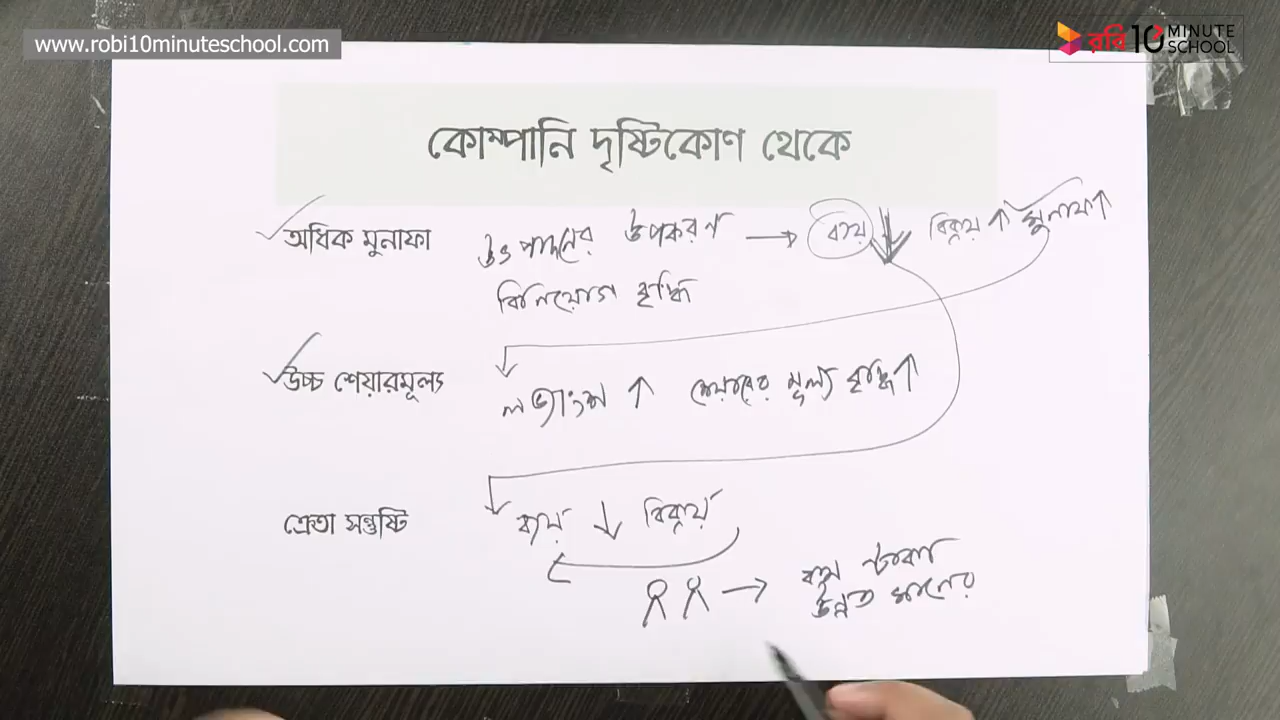 www.robi10minuteschool.com
রবি 10 MINUTE SCHOOL
কোম্পানি দৃষ্টিকোণ থেকে
অধিক মুনাফা উৎপাদনের উপকরণ → ব্যয় ↓ বিক্রয় ↑ মুনাফা ↑
বিনিয়োগ বৃদ্ধি
উচ্চ শেয়ারমূল্য লভ্যাংশ ↑ শেয়ারের মূল্য বৃদ্ধি ↑
ক্রেতা সন্তুষ্টি ব্যয় ↓ বিক্রয়
→ কম টাকা
উন্নত মানের